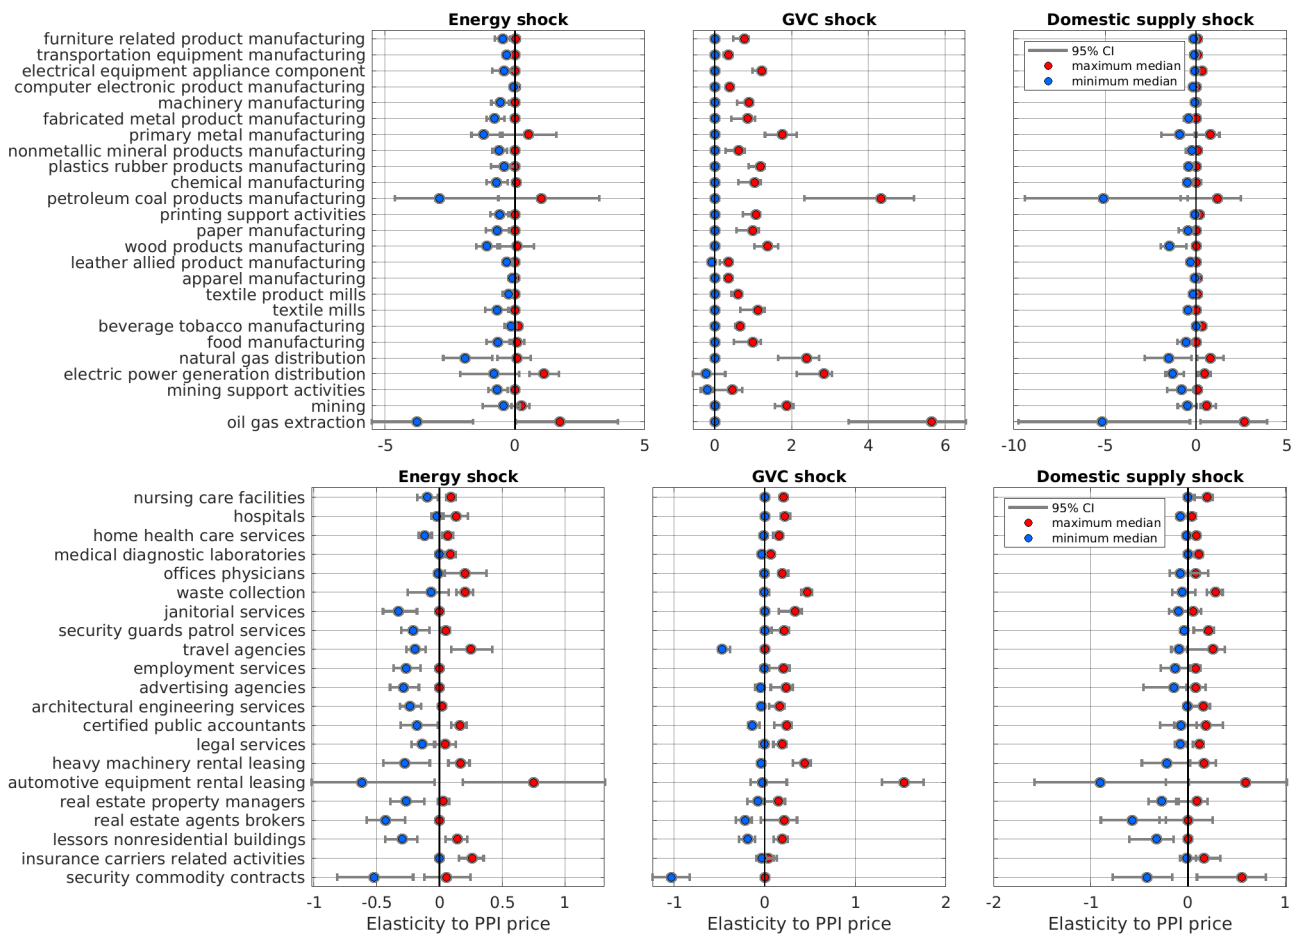 Energy shock
GVC shock
Domestic supply shock
furniture related product manufacturing
transportation equipment manufacturing
electrical equipment appliance component
computer electronic product manufacturing
machinery manufacturing
fabricated metal product manufacturing
primary metal manufacturing
nonmetallic mineral products manufacturing
plastics rubber products manufacturing
chemical manufacturing
petroleum coal products manufacturing
printing support activities
paper manufacturing
wood products manufacturing
leather allied product manufacturing
apparel manufacturing
textile product mills
textile mills
beverage tobacco manufacturing
food manufacturing
natural gas distribution
electric power generation distribution
mining support activities
mining
oil gas extraction
95% CI
maximum median
minimum median
-5 0 5
0 2 4 6
-10 -5 0 5
Energy shock
GVC shock
Domestic supply shock
nursing care facilities
hospitals
home health care services
medical diagnostic laboratories
offices physicians
waste collection
janitorial services
security guards patrol services
travel agencies
employment services
advertising agencies
architectural engineering services
certified public accountants
legal services
heavy machinery rental leasing
automotive equipment rental leasing
real estate property managers
real estate agents brokers
lessors nonresidential buildings
insurance carriers related activities
security commodity contracts
95% CI
maximum median
minimum median
-1 -0.5 0 0.5 1
-1 0 1 2
-2 -1 0 1
Elasticity to PPI price
Elasticity to PPI price
Elasticity to PPI price